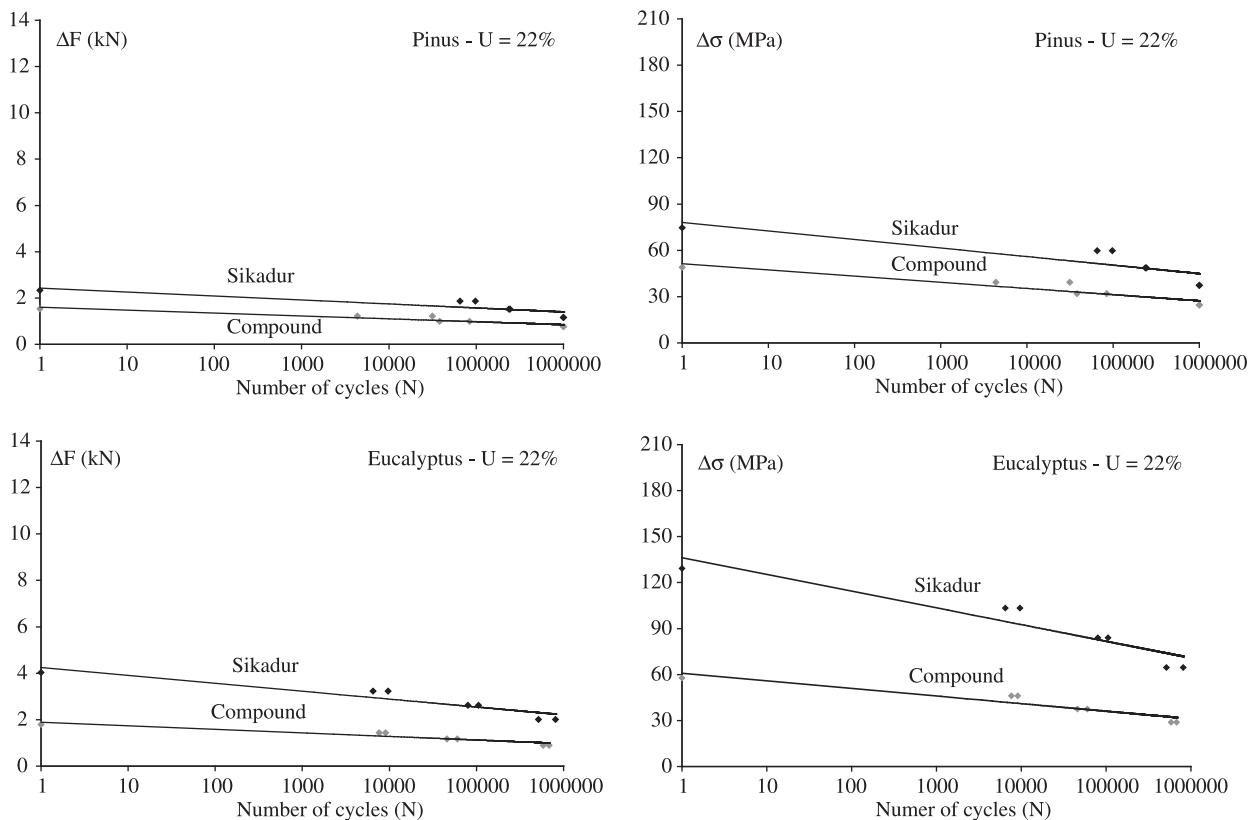 14
ΔF (kN)
Pinus - U = 22%
12
10
8
6
4
2
0
Sikadur
Compound
1 10 100 1000 10000 100000 1000000
Number of cycles (N)
210
Δσ (MPa)
Pinus - U = 22%
180
150
120
90
60
30
0
Sikadur
Compound
1 10 100 1000 10000 100000 1000000
Number of cycles (N)
14
ΔF (kN)
Eucalyptus - U = 22%
12
10
8
6
4
2
0
Sikadur
Compound
1 10 100 1000 10000 100000 1000000
Number of cycles (N)
210
Δσ (MPa)
Eucalyptus - U = 22%
180
150
120
90
60
30
0
Sikadur
Compound
1 10 100 1000 10000 100000 1000000
Numer of cycles (N)